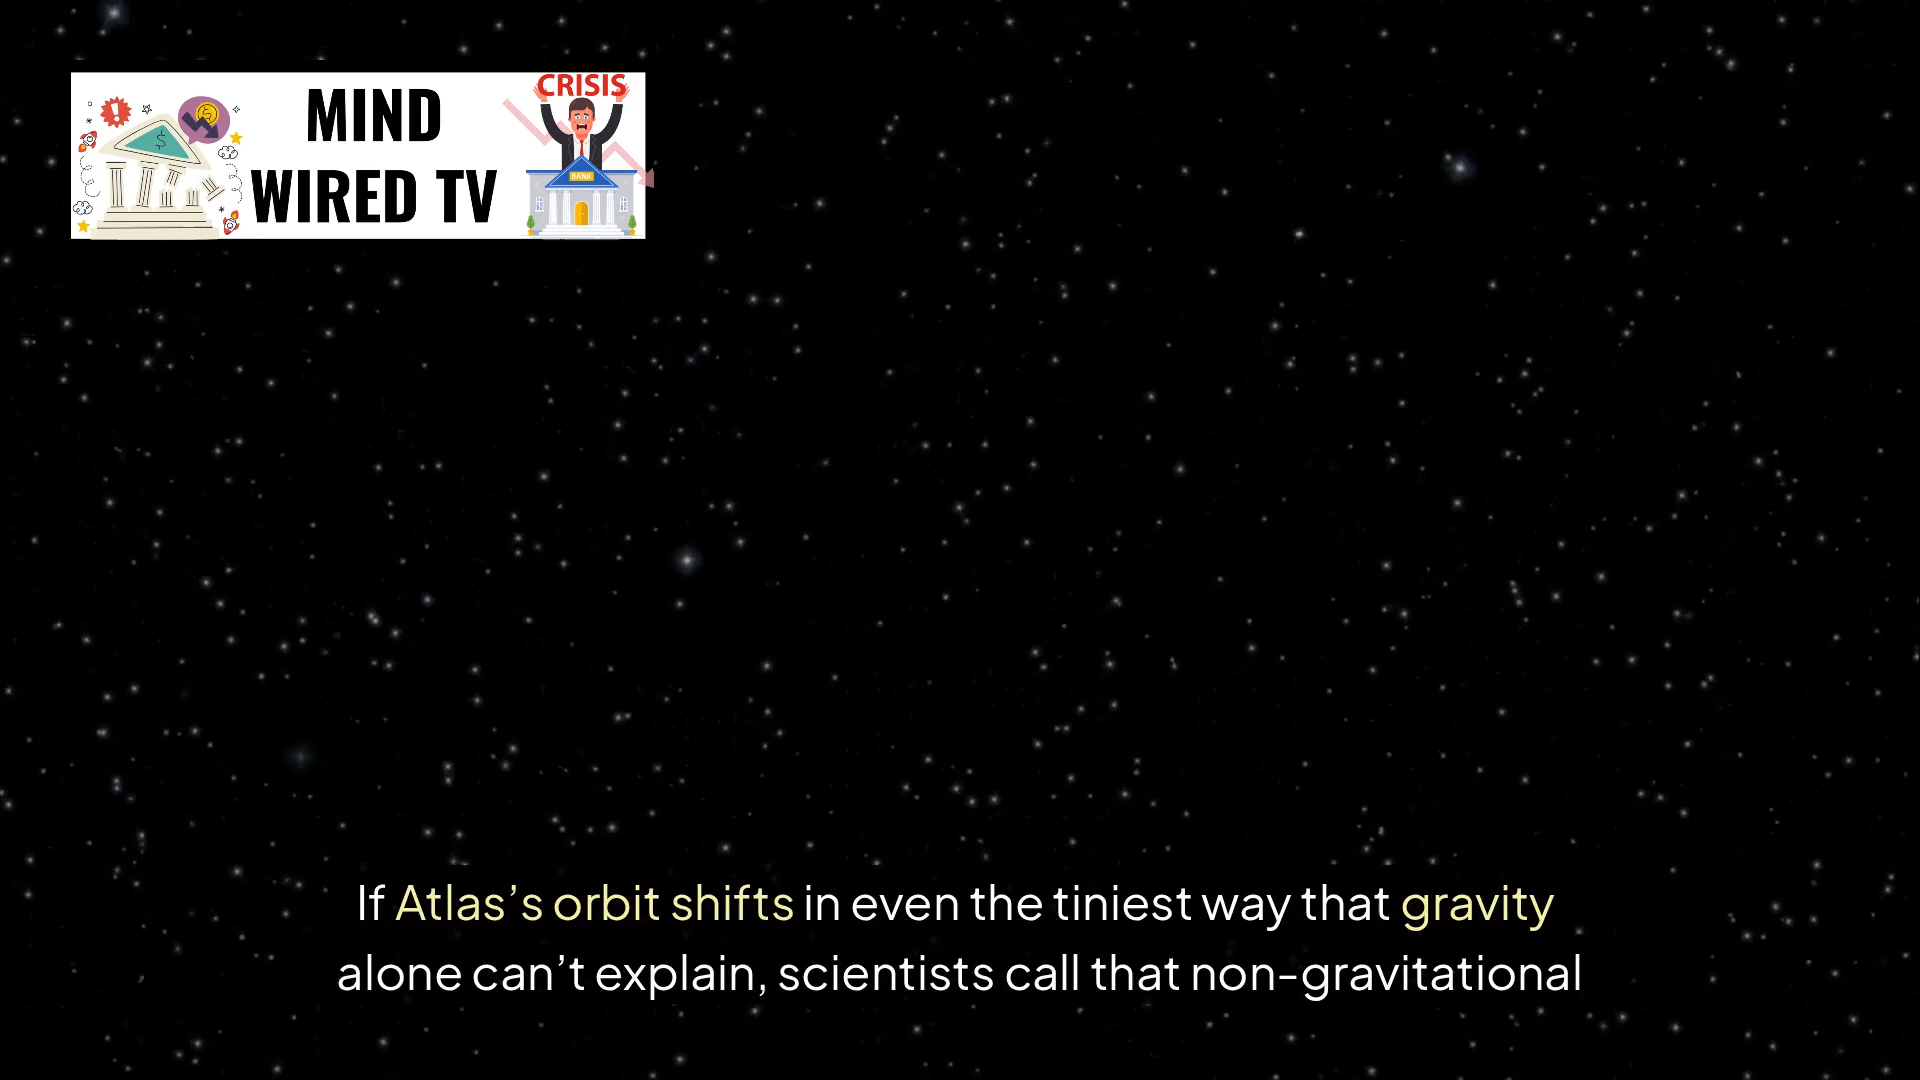 MIND
WIRED TV
CRISIS
BANK
If Atlas’s orbit shifts in even the tiniest way that gravity
alone can’t explain, scientists call that non-gravitational